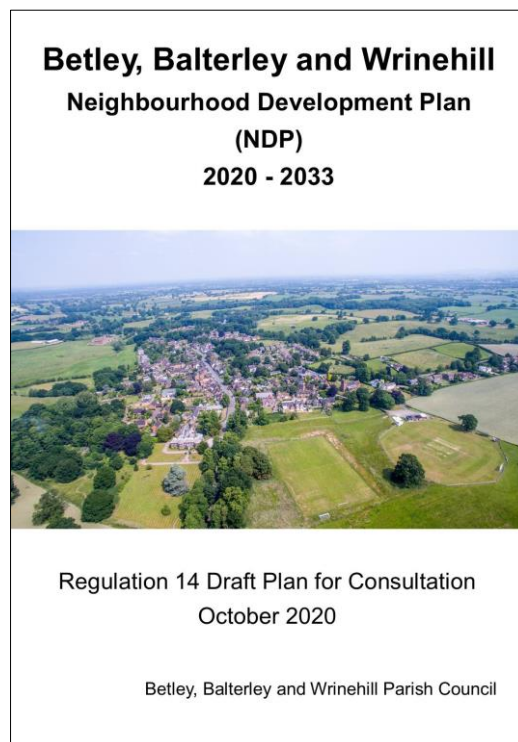 Betley, Balterley and Wrinehill
Neighbourhood Development Plan
(NDP)
2020 - 2033
Regulation 14 Draft Plan for Consultation
October 2020
Betley, Balterley and Wrinehill Parish Council